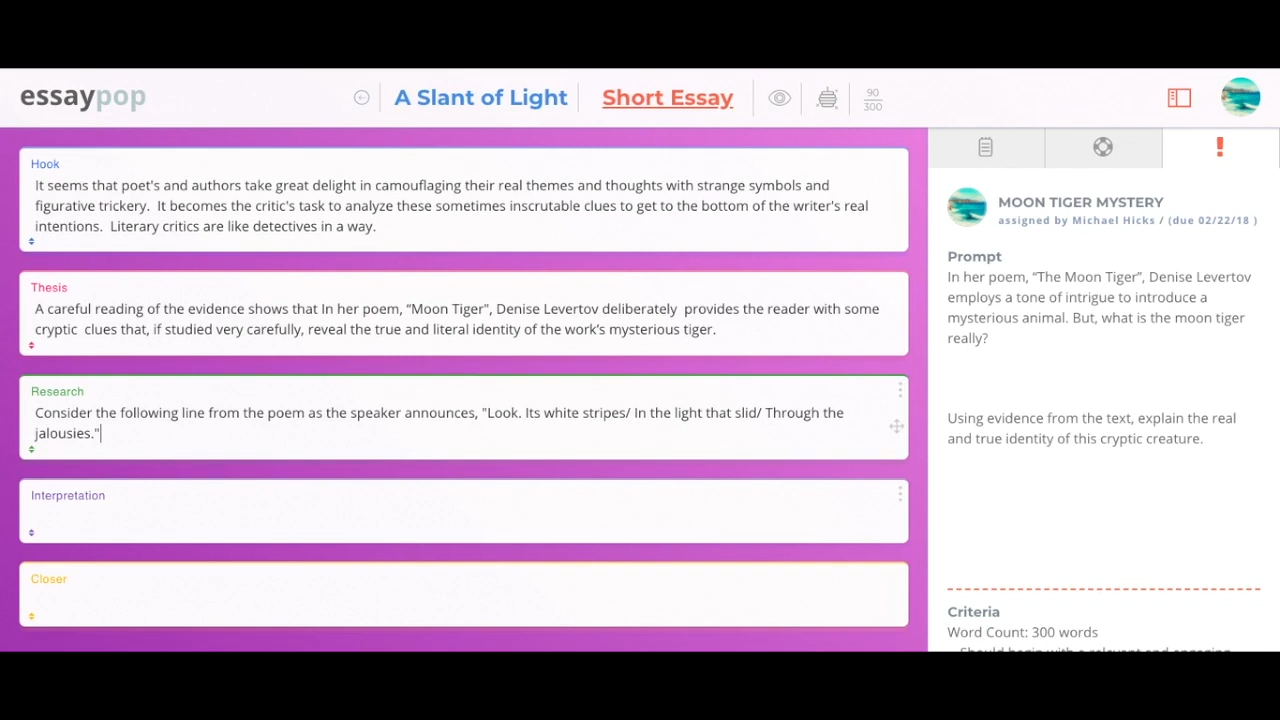 essaypop
A Slant of Light
Short Essay
90
300
Hook
It seems that poet's and authors take great delight in camouflaging their real themes and thoughts with strange symbols and
figurative trickery.  It becomes the critic's task to analyze these sometimes inscrutable clues to get to the bottom of the writer's real
intentions.  Literary critics are like detectives in a way.
Thesis
A careful reading of the evidence shows that In her poem, “Moon Tiger”, Denise Levertov deliberately  provides the reader with some
cryptic  clues that, if studied very carefully, reveal the true and literal identity of the work’s mysterious tiger.
Research
Consider the following line from the poem as the speaker announces, "Look. Its white stripes/ In the light that slid/ Through the
jalousies."
Interpretation
Closer
!
MOON TIGER MYSTERY
assigned by Michael Hicks / (due 02/22/18 )
Prompt
In her poem, “The Moon Tiger”, Denise Levertov
employs a tone of intrigue to introduce a
mysterious animal. But, what is the moon tiger
really?
Using evidence from the text, explain the real
and true identity of this cryptic creature.
Criteria
Word Count: 300 words
- Should begin with a relevant and engaging